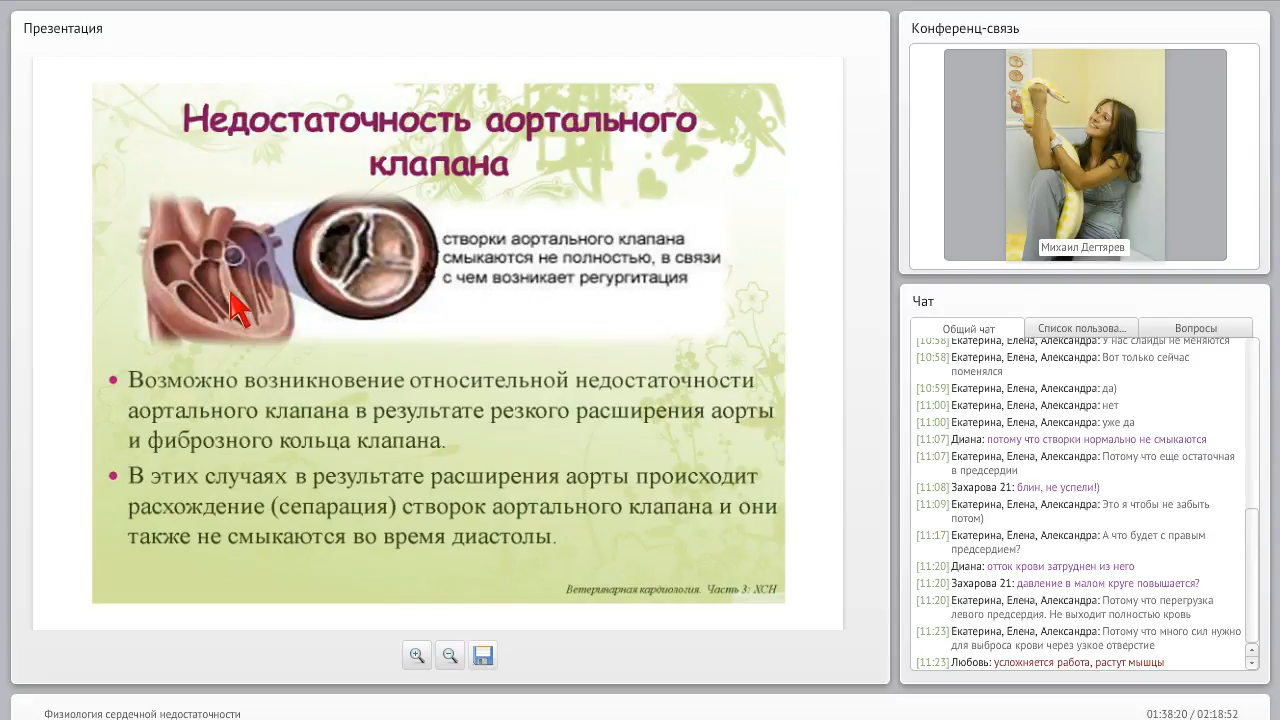 Презентация
Недостаточность аортального
клапана
створки аортального клапана
смыкаются не полностью, в связи
с чем возникает регургитация
Возможно возникновение относительной недостаточности
аортального клапана в результате резкого расширения аорты
и фиброзного кольца клапана.
В этих случаях в результате расширения аорты происходит
расхождение (сепарация) створок аортального клапана и они
также не смыкаются во время диастолы.
Ветеринарная кардиология. Часть 3: ХСН
Конференц-связь
Михаил Дегтярев
Чат
Общий чат
Список пользова...
Вопросы
[10:58] Екатерина, Елена, Александра: У нас слайды не меняются
[10:58] Екатерина, Елена, Александра: Вот только сейчас
поменялся
[10:59] Екатерина, Елена, Александра: да)
[11:00] Екатерина, Елена, Александра: нет
[11:00] Екатерина, Елена, Александра: уже да
[11:07] Диана: потому что створки нормально не смыкаются
[11:07] Екатерина, Елена, Александра: Потому что еще остаточная
в предсердии
[11:08] Захарова 21: блин, не успели!)
[11:09] Екатерина, Елена, Александра: Это я чтобы не забыть
потом)
[11:17] Екатерина, Елена, Александра: А что будет с правым
предсердием?
[11:20] Диана: отток крови затруднен из него
[11:20] Захарова 21: давление в малом круге повышается?
[11:20] Екатерина, Елена, Александра: Потому что перегрузка
левого предсердия. Не выходит полностью кровь
[11:23] Екатерина, Елена, Александра: Потому что много сил нужно
для выброса крови через узкое отверстие
[11:23] Любовь: усложняется работа, растут мышцы
Физиология сердечной недостаточности
01:38:20 / 02:18:52